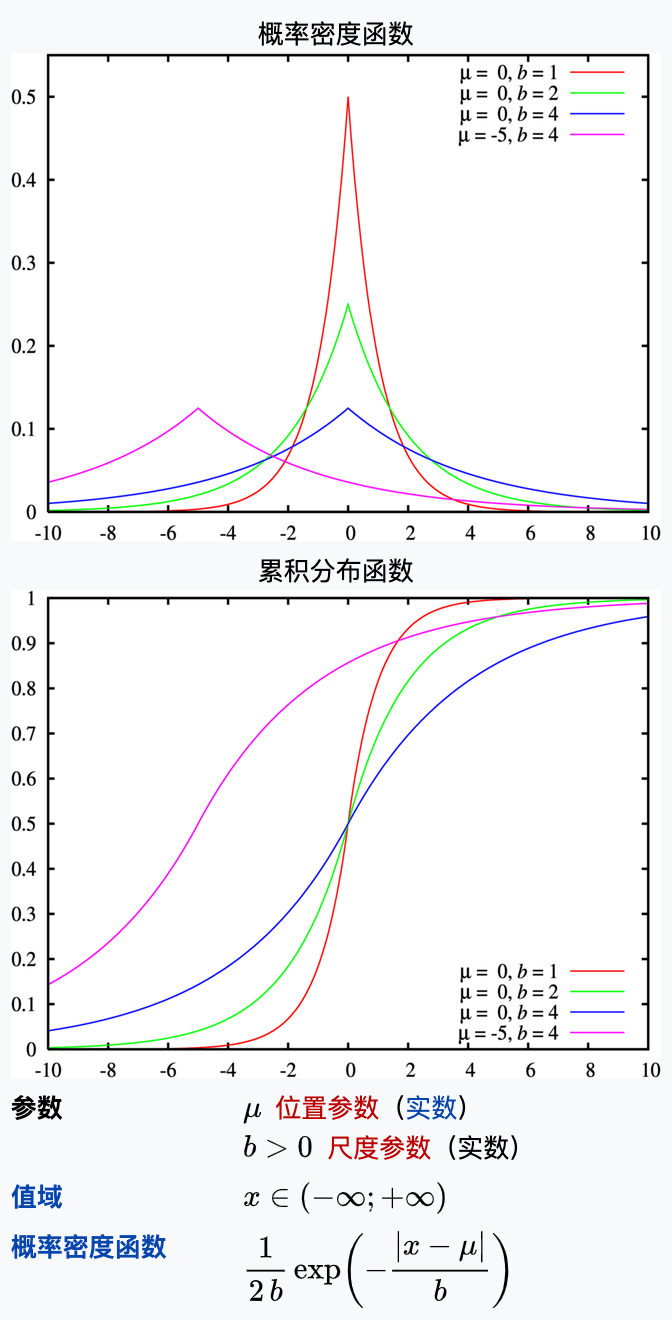 概率密度函数
μ = 0, b = 1
μ = 0, b = 2
μ = 0, b = 4
μ = -5, b = 4
0.5
0.4
0.3
0.2
0.1
0
-10 -8 -6 -4 -2 0 2 4 6 8 10
累积分布函数
1
0.9
0.8
0.7
0.6
0.5
0.4
0.3
0.2
0.1
0
μ = 0, b = 1
μ = 0, b = 2
μ = 0, b = 4
μ = -5, b = 4
-10 -8 -6 -4 -2 0 2 4 6 8 10
参数 μ 位置参数（实数）
b > 0 尺度参数（实数）
值域 x ∈ (−∞; +∞)
概率密度函数 1/(2b) exp(−|x − μ|/b)